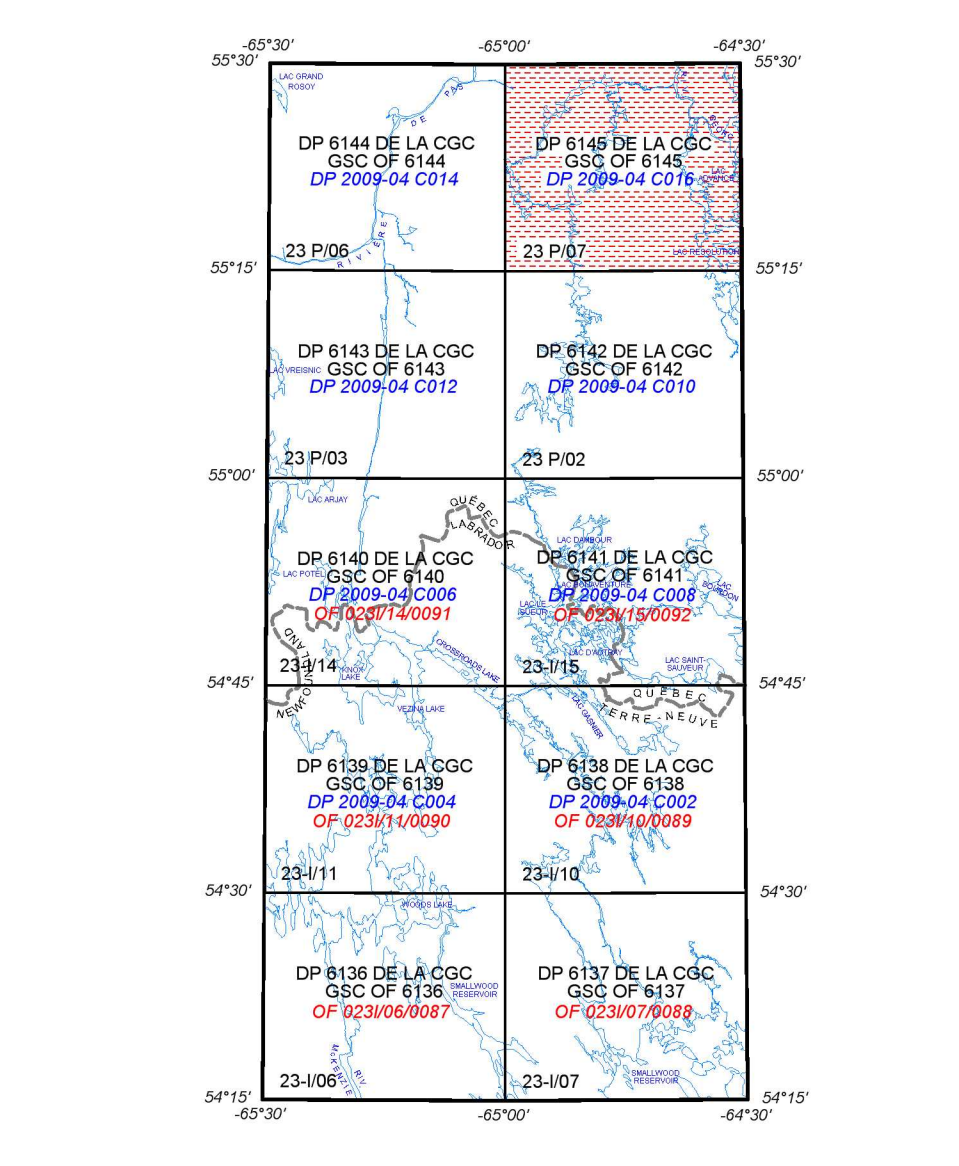 -65°30' -65°00' -64°30'
55°30' 55°30'
LAC GRAND
ROSOY
DE PAS
RIVIÈRE
DP 6144 DE LA CGC
GSC OF 6144
DP 2009-04 C014
23 P/06
DP 6145 DE LA CGC
GSC OF 6145
DP 2009-04 C016
LAC
ADVANCE
LAC RESOLUTION
23 P/07
55°15' 55°15'
DP 6143 DE LA CGC
GSC OF 6143
LAC VREISNIC
DP 2009-04 C012
23 P/03
DP 6142 DE LA CGC
GSC OF 6142
DP 2009-04 C010
23 P/02
55°00' 55°00'
LAC ARJAY
QUÉBEC
LABRADOR
DP 6140 DE LA CGC
LAC POTEL
GSC OF 6140
DP 2009-04 C006
OF 023I/14/0091
CROSSROADS LAKE
KNOX
LAKE
23-I/14
NEWFOUNDLAND
LAC DANBOUR
DP 6141 DE LA CGC
GSC OF 6141
LAC BONAVENTURE
DP 2009-04 C008
LAC
BOURDON
LAC LE
SUEUR
OF 023I/15/0092
LAC D'AUTRAY
LAC SAINT-
SAUVEUR
23-I/15
54°45' 54°45'
QUÉBEC
TERRE-NEUVE
VEZINA LAKE
LAC GASNIER
DP 6139 DE LA CGC
GSC OF 6139
DP 2009-04 C004
OF 023I/11/0090
23-I/11
DP 6138 DE LA CGC
GSC OF 6138
DP 2009-04 C002
OF 023I/10/0089
23-I/10
54°30' 54°30'
WOODS LAKE
DP 6136 DE LA CGC
GSC OF 6136
OF 023I/06/0087
SMALLWOOD
RESERVOIR
McKENZIE RIV
23-I/06
DP 6137 DE LA CGC
GSC OF 6137
OF 023I/07/0088
SMALLWOOD
RESERVOIR
23-I/07
54°15' 54°15'
-65°30' -65°00' -64°30'